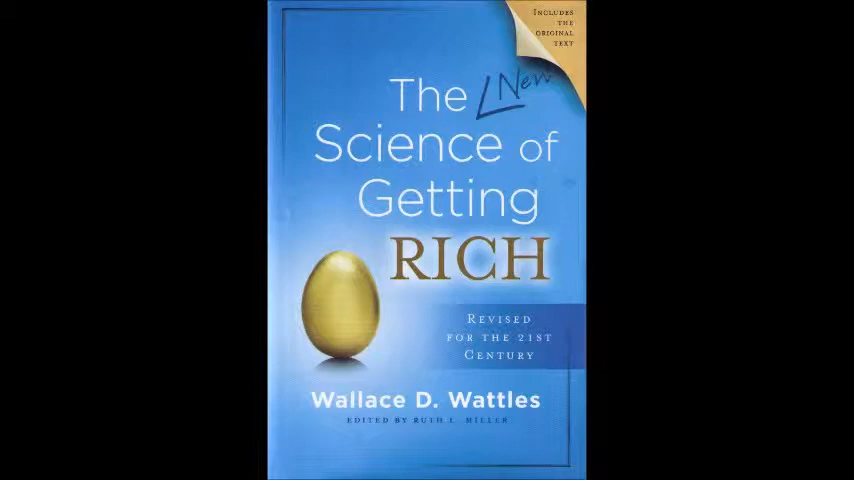 INCLUDES
THE
ORIGINAL
TEXT
The New
Science of
Getting
RICH
REVISED
FOR THE 21ST
CENTURY
Wallace D. Wattles
EDITED BY RUTH L. MILLER